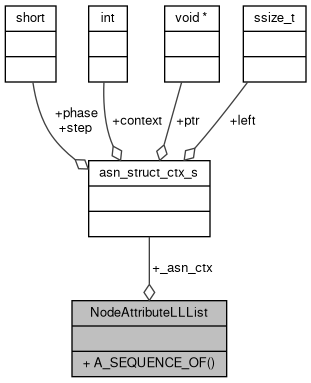 short
int
void *
ssize_t
+phase
+step
+context
+ptr
+left
asn_struct_ctx_s
+_asn_ctx
NodeAttributeLLList
+ A_SEQUENCE_OF()